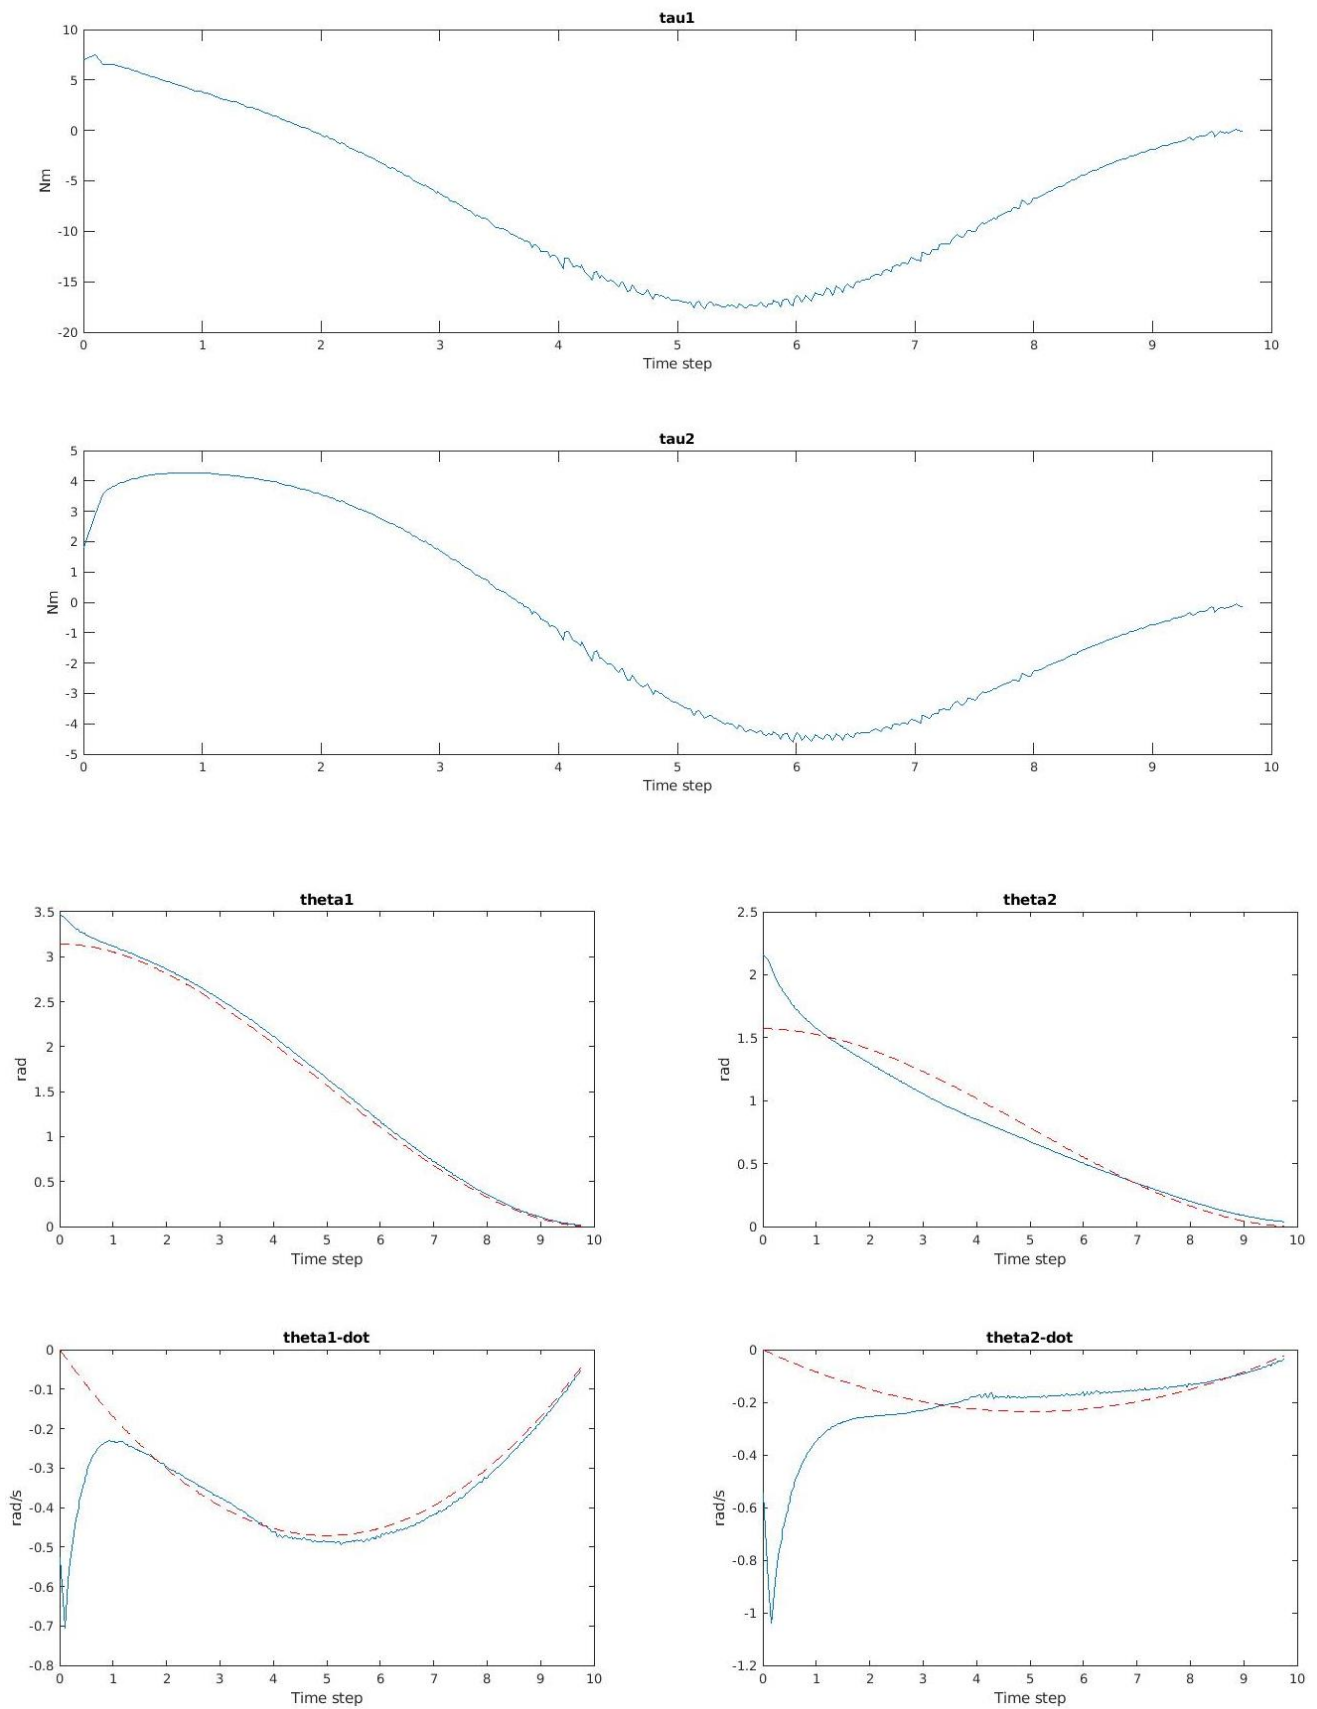 tau1
10
5
0
-5
-10
-15
-20
Nm
0 1 2 3 4 5 6 7 8 9 10
Time step
tau2
5
4
3
2
1
0
-1
-2
-3
-4
-5
Nm
0 1 2 3 4 5 6 7 8 9 10
Time step
theta1
3.5
3
2.5
2
1.5
1
0.5
0
rad
0 1 2 3 4 5 6 7 8 9 10
Time step
theta2
2.5
2
1.5
1
0.5
0
rad
0 1 2 3 4 5 6 7 8 9 10
Time step
theta1-dot
0
-0.1
-0.2
-0.3
-0.4
-0.5
-0.6
-0.7
-0.8
rad/s
0 1 2 3 4 5 6 7 8 9 10
Time step
theta2-dot
0
-0.2
-0.4
-0.6
-0.8
-1
-1.2
rad/s
0 1 2 3 4 5 6 7 8 9 10
Time step